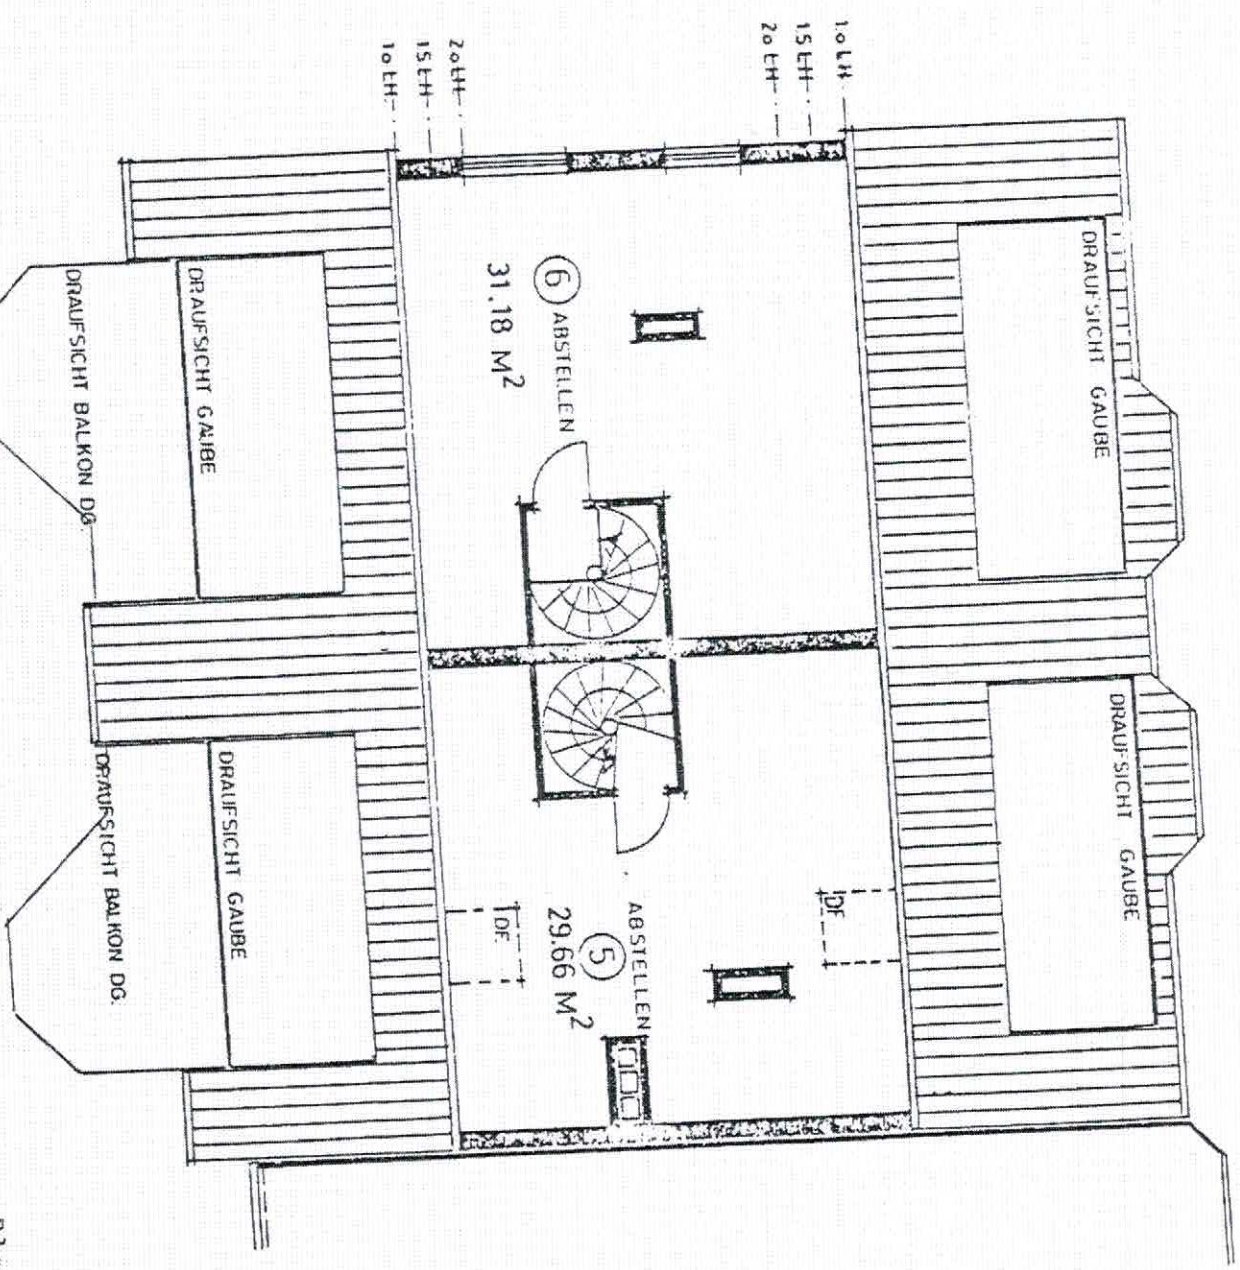 1.0 LH.
1.5 LH
2.0 LH
2.0 LH
1.5 LH
1.0 LH.
DRAUFSICHT GAUBE
DRAUFSICHT GAUBE
6 ABSTELLEN
31.18 M²
ABSTELLEN
5
29.66 M²
DF
DF.
DRAUFSICHT GAUBE
DRAUFSICHT BALKON DG.
DRAUFSICHT GAUBE
DRAUFSICHT BALKON DG.